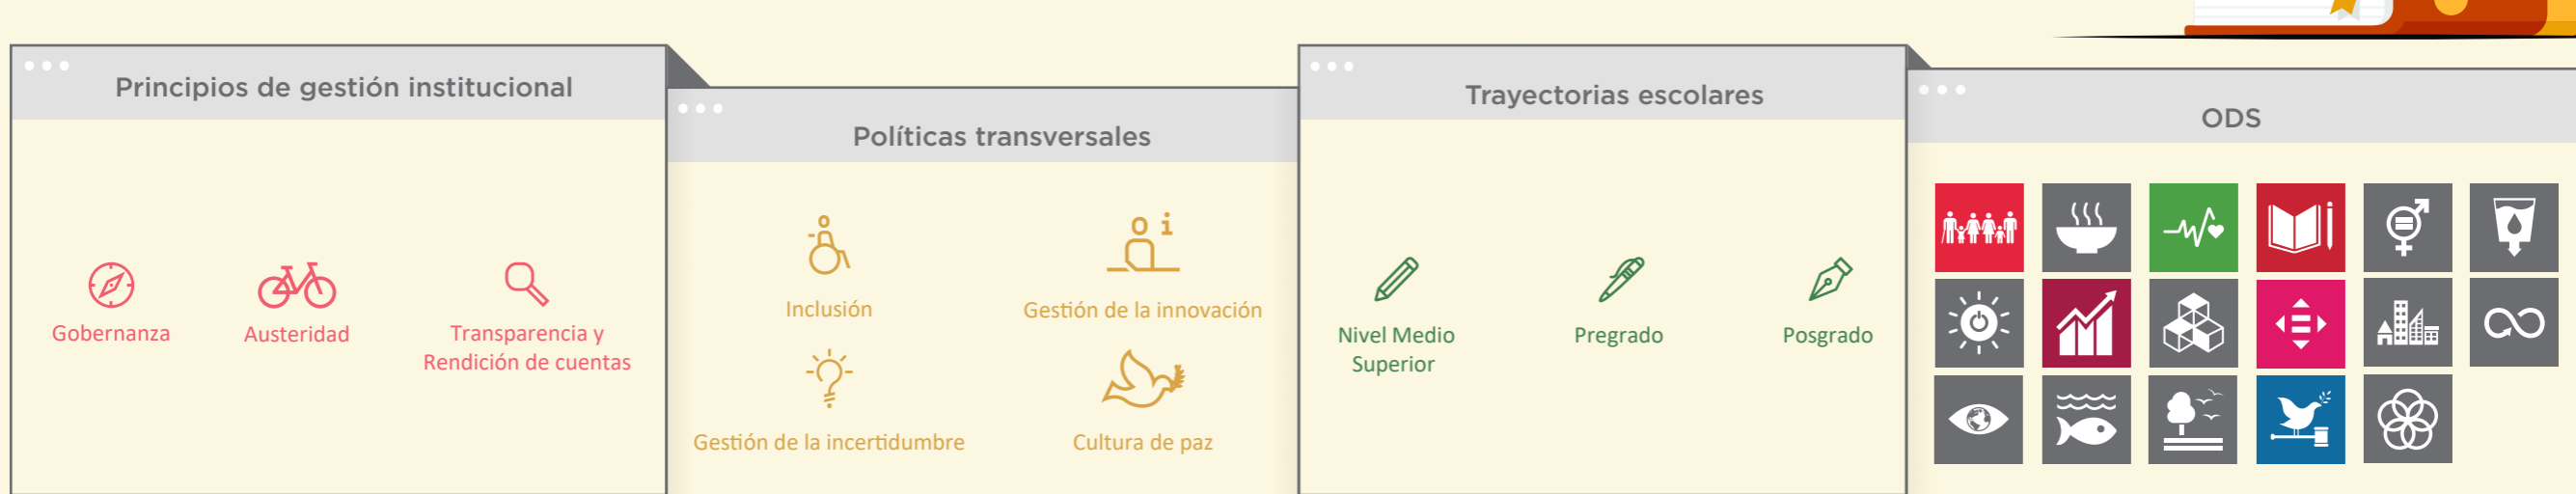 Principios de gestión institucional
Gobernanza
Austeridad
Transparencia y
Rendición de cuentas
Políticas transversales
Inclusión
Gestión de la innovación
Gestión de la incertidumbre
Cultura de paz
Trayectorias escolares
Nivel Medio
Superior
Pregrado
Posgrado
ODS